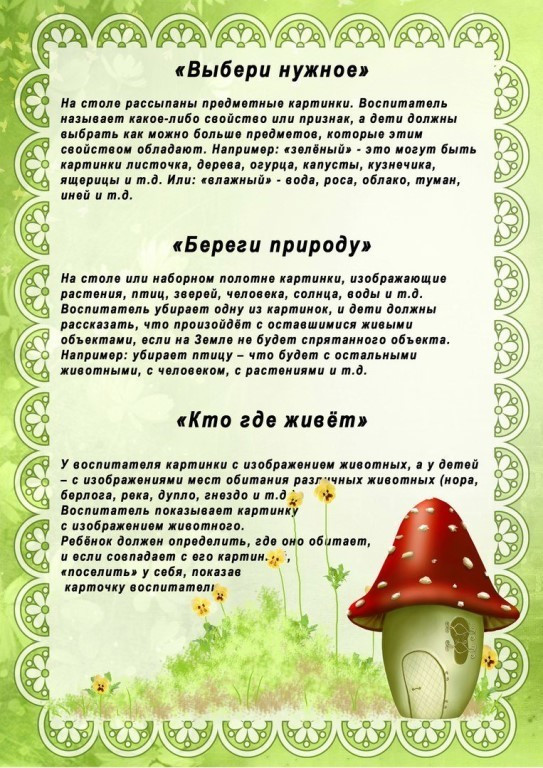 «Выбери нужное»
На столе рассыпаны предметные картинки. Воспитатель
называет какое-либо свойство или признак, а дети должны
выбрать как можно больше предметов, которые этим
свойством обладают. Например: «зелёный» - это могут быть
картинки листочка, дерева, огурца, капусты, кузнечика,
ящерицы и т.д. Или: «влажный» - вода, роса, облако, туман,
иней и т.д.
«Береги природу»
На столе или наборном полотне картинки, изображающие
растения, птиц, зверей, человека, солнца, воды и т.д.
Воспитатель убирает одну из картинок, и дети должны
рассказать, что произойдёт с оставшимися живыми
объектами, если на Земле не будет спрятанного объекта.
Например: убирает птицу – что будет с остальными
животными, с человеком, с растениями и т.д.
«Кто где живёт»
У воспитателя картинки с изображением животных, а у детей
– с изображениями мест обитания различных животных (нора,
берлога, река, дупло, гнездо и т.д.
Воспитатель показывает картинку
с изображением животного.
Ребёнок должен определить, где оно обитает,
и если совпадает с его
«поселить» у себя, показав
карточку воспитателю